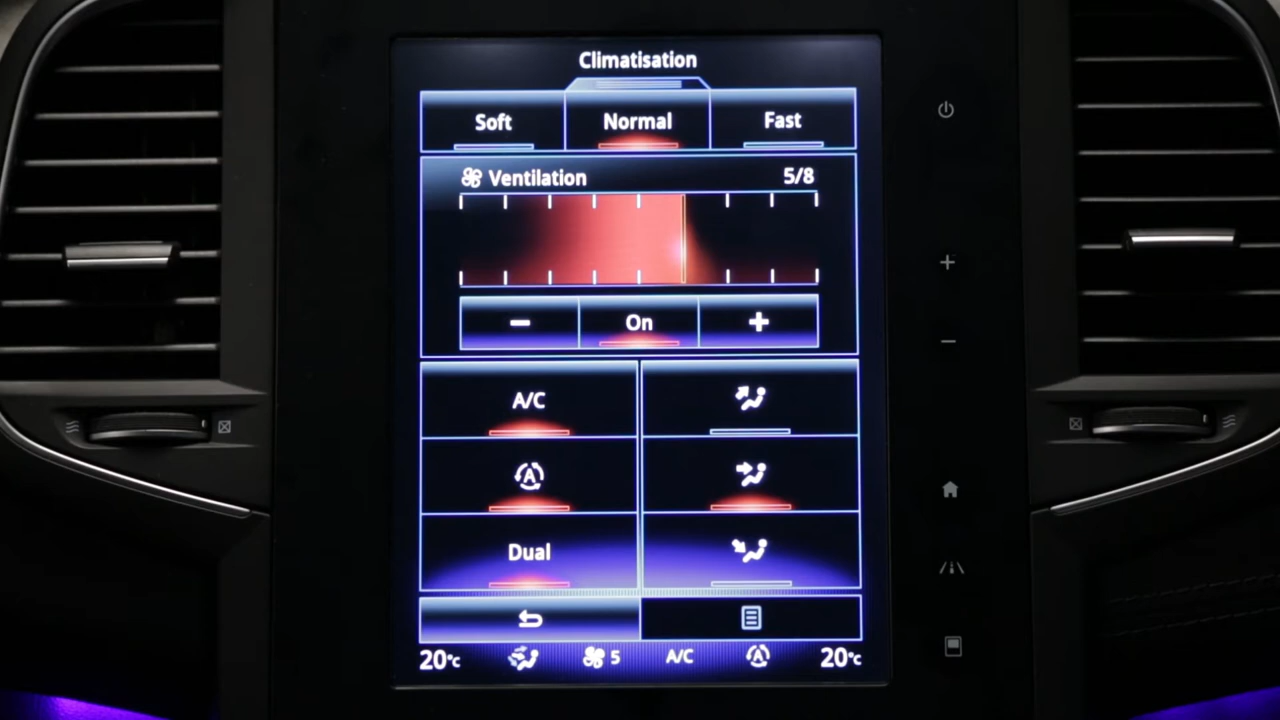 Climatisation
Soft Normal Fast
Ventilation 5/8
− On +
A/C
A
Dual
20°C 5 A/C A 20°C
+
−